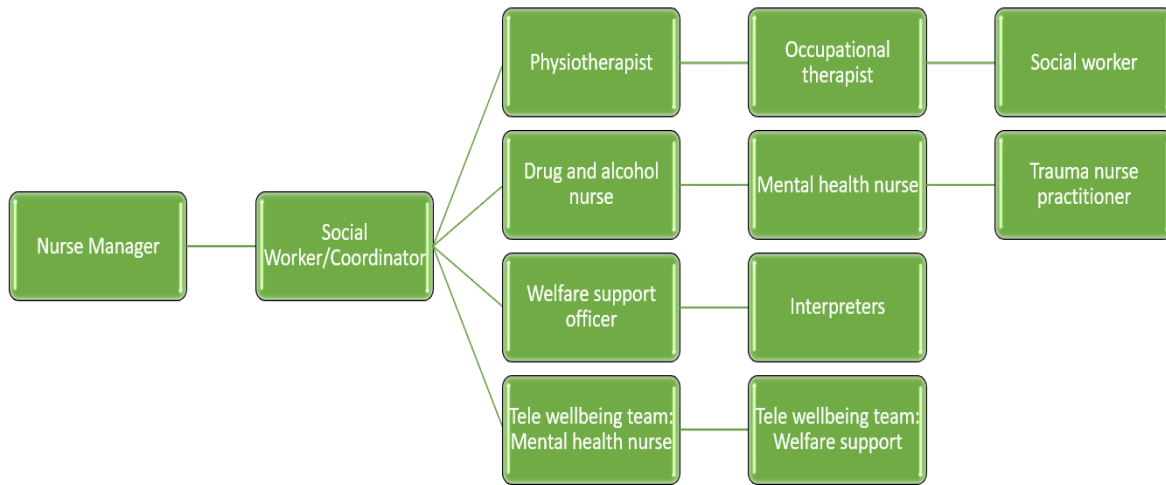 Physiotherapist
Occupational
therapist
Social worker
Drug and alcohol
nurse
Mental health nurse
Trauma nurse
practitioner
Nurse Manager
Social
Worker/Coordinator
Welfare support
officer
Interpreters
Tele wellbeing team:
Mental health nurse
Tele wellbeing team:
Welfare support